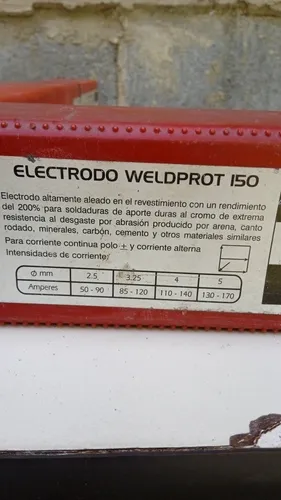 ELECTRODO WELDPROT 150
Electrodo altamente aleado en el revestimiento con un rendimiento
del 200% para soldaduras de aporte duras al cromo de extrema
resistencia al desgaste por abrasión producido por arena, canto
rodado, minerales, carbón, cemento y otros materiales similares
Para corriente continua polo ± y corriente alterna
Intensidades de corriente:
Φ mm 2.5 3.25 4 5
Amperes 50 - 90 85 - 120 110 - 140 130 - 170